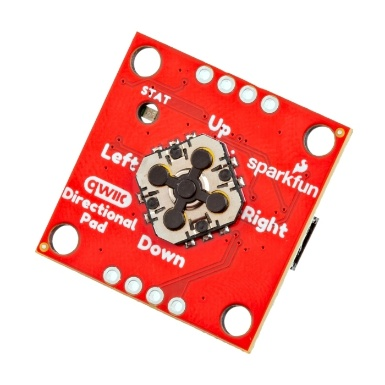 STAT
Up
Left
sparkfun
qwiic
Directional
Pad
Right
Down